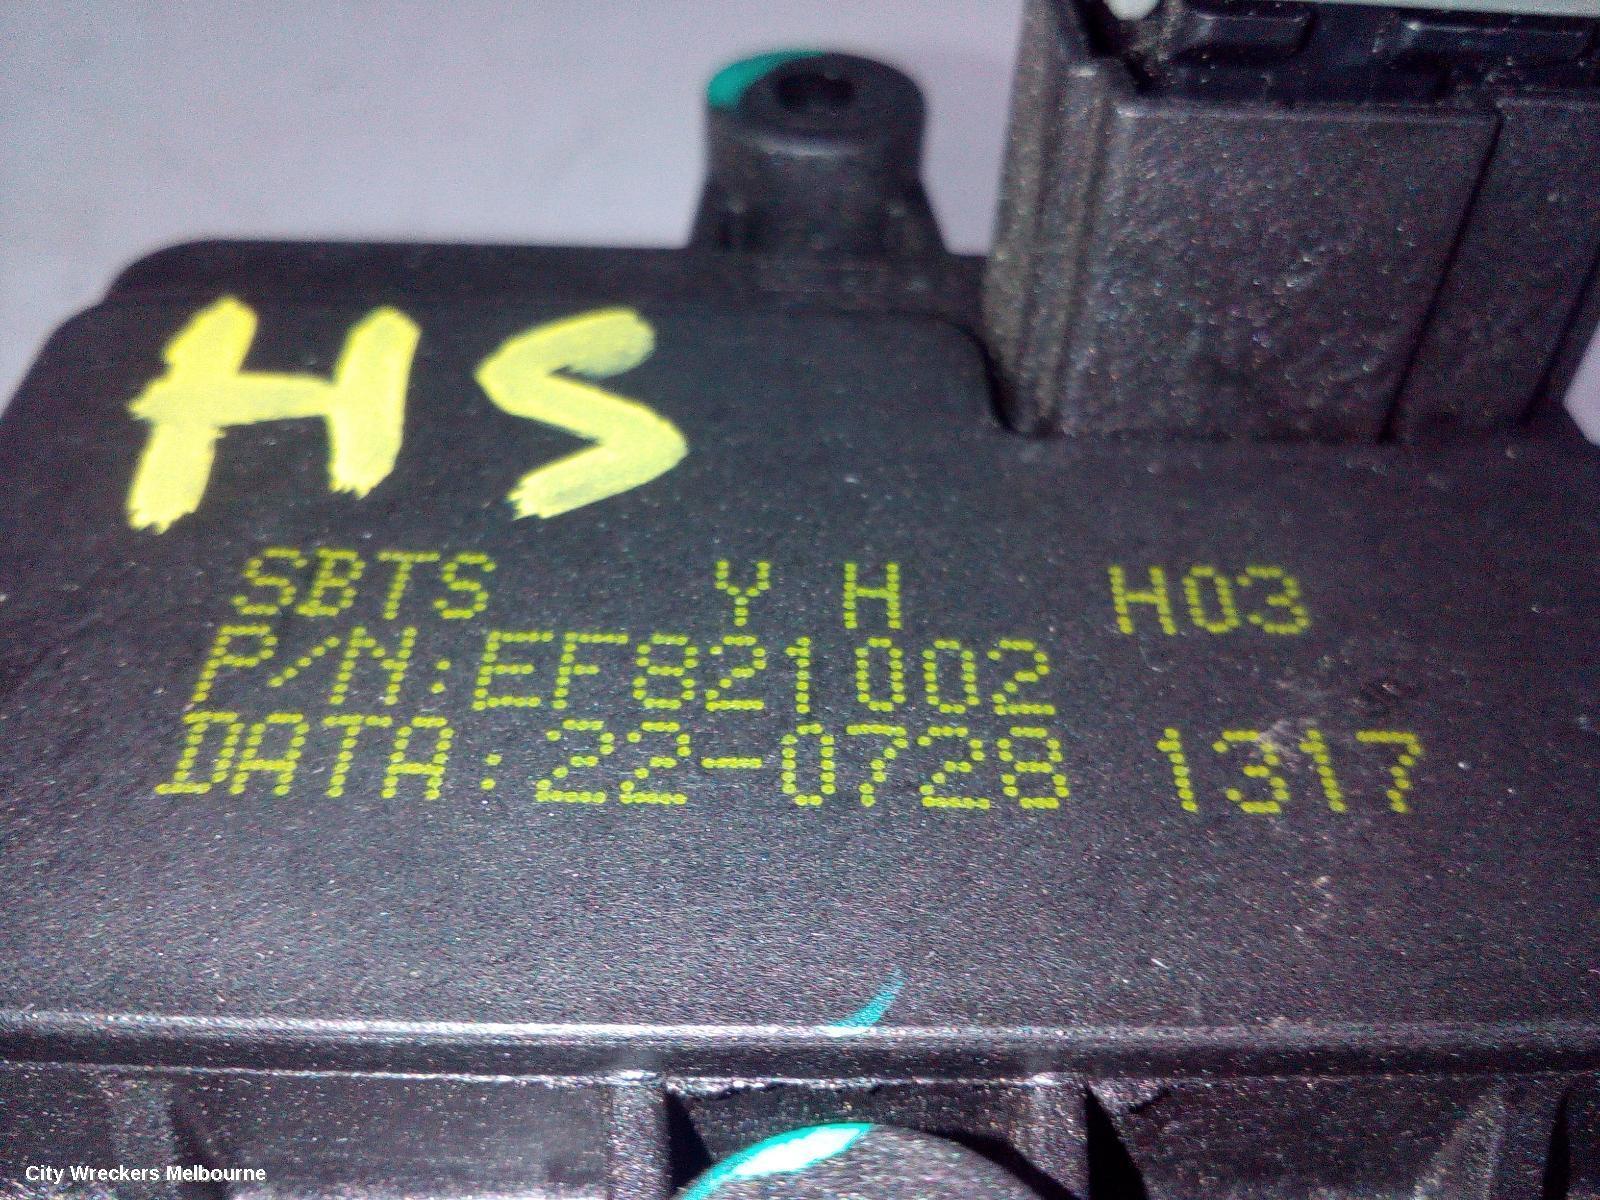 HS
SBTS Y H H03
P/N:EF821002
DATA:22-0728 1317
City Wreckers Melbourne